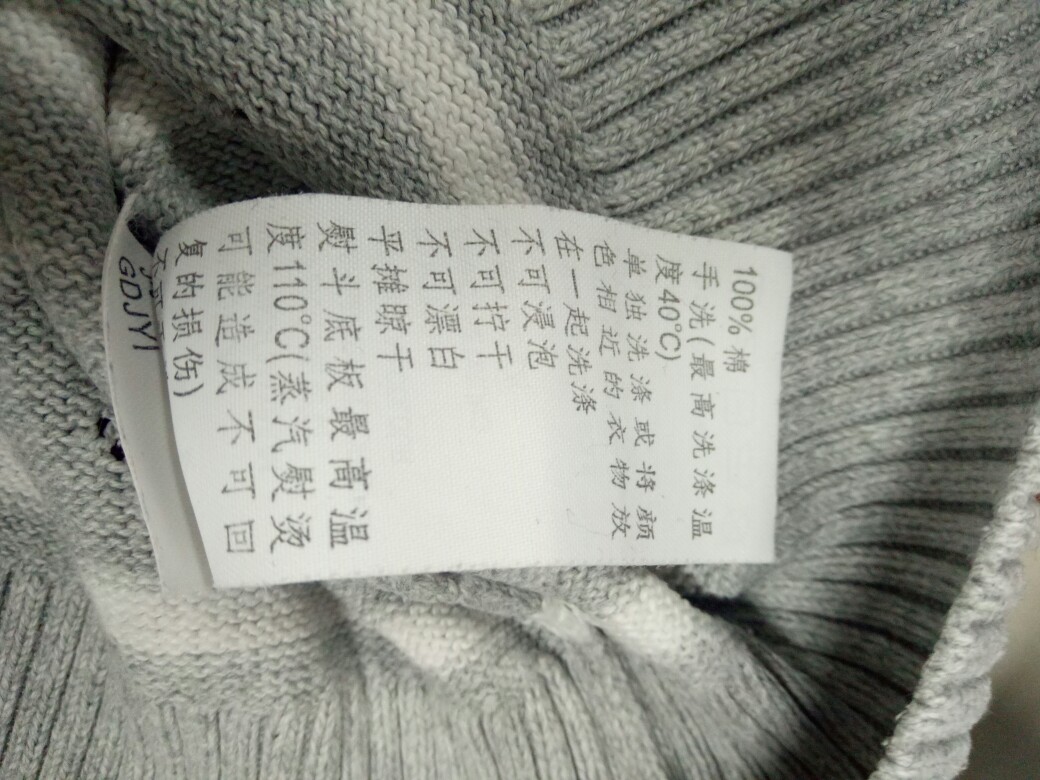 100% 棉
手洗(最高洗涤温
度40°C)
单独洗涤或将颜
色相近的衣物放
在一起洗涤
不可浸泡
不可拧干
不可漂白
平摊晾干
熨斗底板最高温
度110°C(蒸汽熨烫
可能造成不可回
复的损伤)
GDJYI